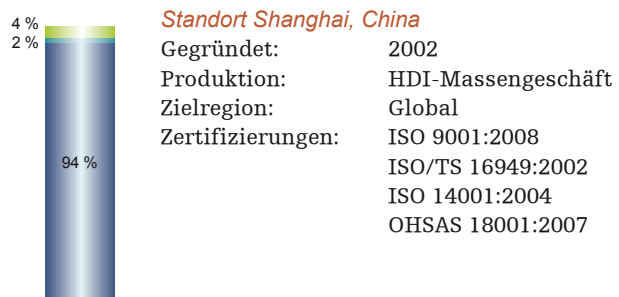 4 %
2 %
94 %
Standort Shanghai, China
Gegründet: 2002
Produktion: HDI-Massengeschäft
Zielregion: Global
Zertifizierungen: ISO 9001:2008
ISO/TS 16949:2002
ISO 14001:2004
OHSAS 18001:2007